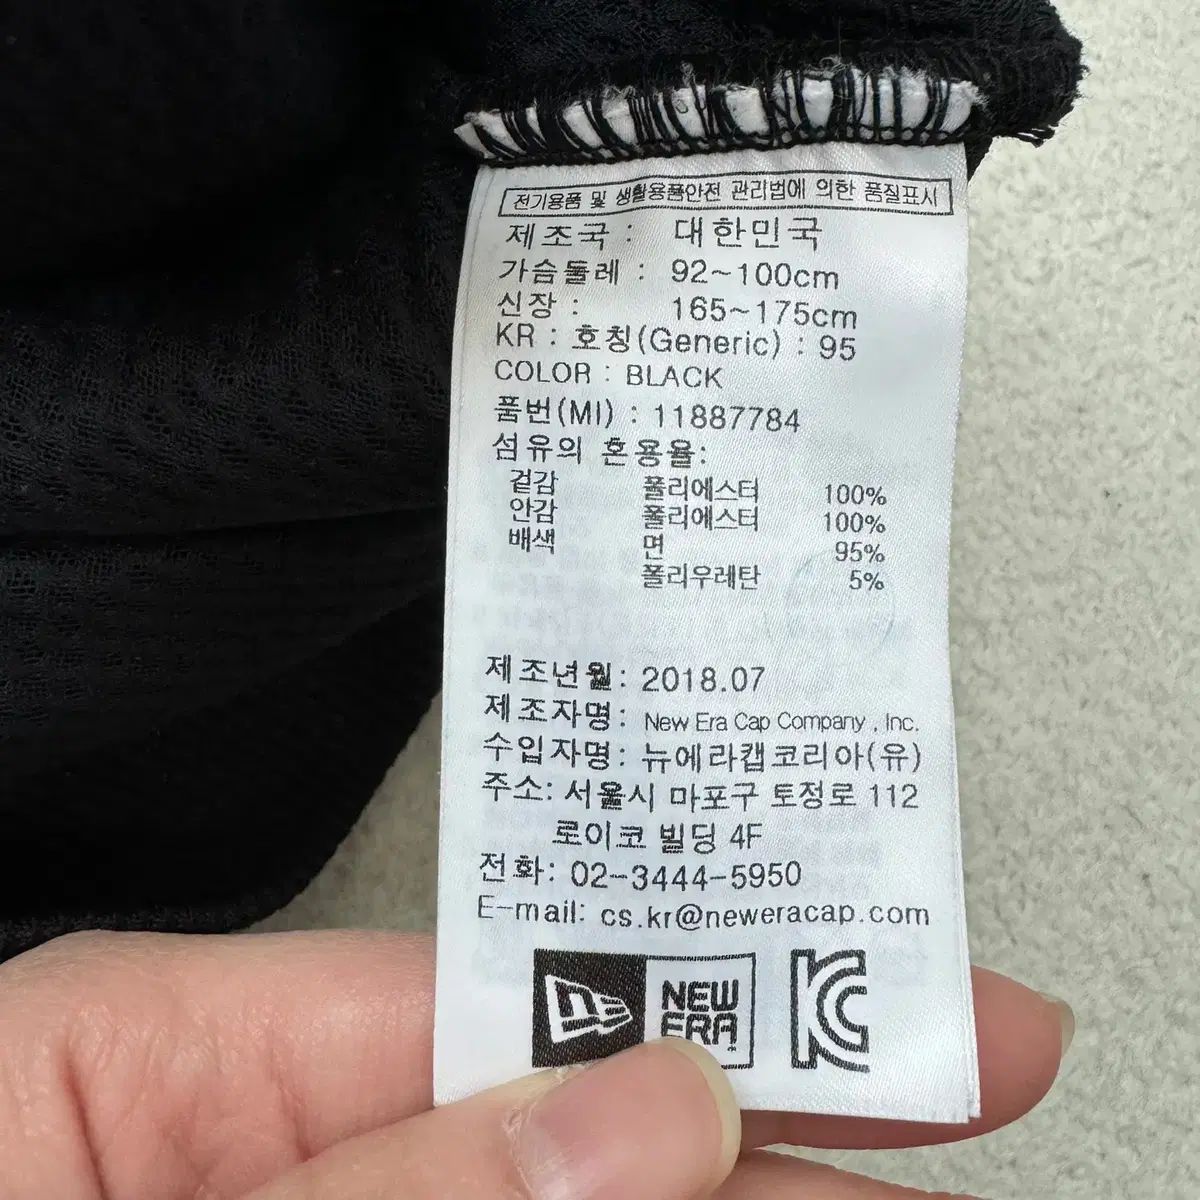 전기용품 및 생활용품안전 관리법에 의한 품질표시
제조국 : 대한민국
가슴둘레 : 92~100cm
신장 : 165~175cm
KR : 호칭(Generic) : 95
COLOR : BLACK
품번(MI) : 11887784
섬유의 혼용율:
겉감 폴리에스터 100%
안감 폴리에스터 100%
배색 면 95%
폴리우레탄 5%
제조년월: 2018.07
제조자명: New Era Cap Company , Inc.
수입자명: 뉴에라캡코리아(유)
주소: 서울시 마포구 토정로 112
로이코 빌딩 4F
전화: 02-3444-5950
E-mail: cs.kr@neweracap.com
NE NEW ERA KC